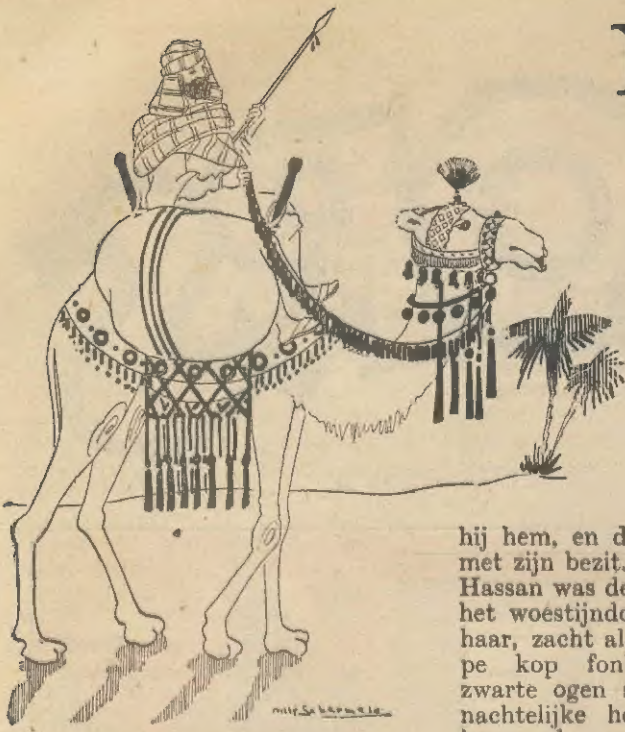 hij hem, en d
met zijn bezit.
Hassan was de
het woestijndo
haar, zacht al
pe kop fon
zwarte ogen s
nachtelijke he
Schermelé